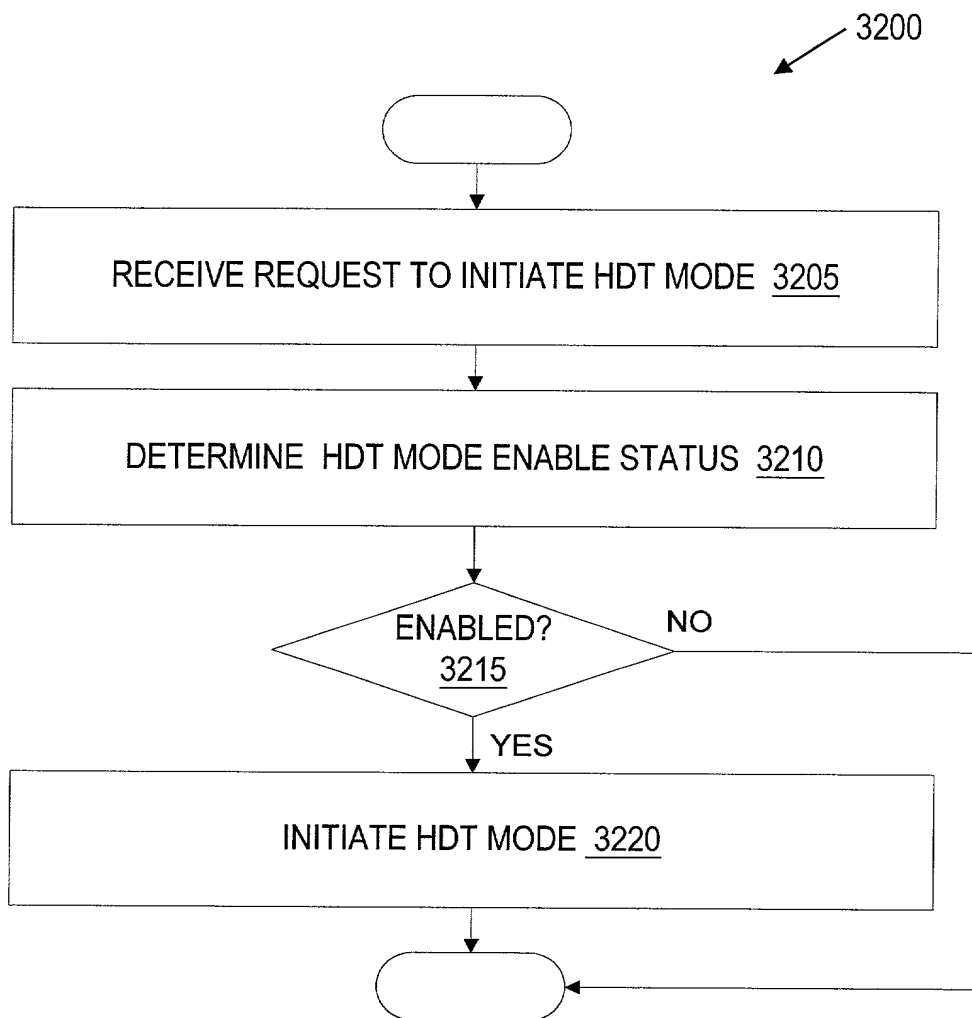 3200
RECEIVE REQUEST TO INITIATE HDT MODE 3205
DETERMINE HDT MODE ENABLE STATUS 3210
ENABLED?
3215
NO
YES
INITIATE HDT MODE 3220